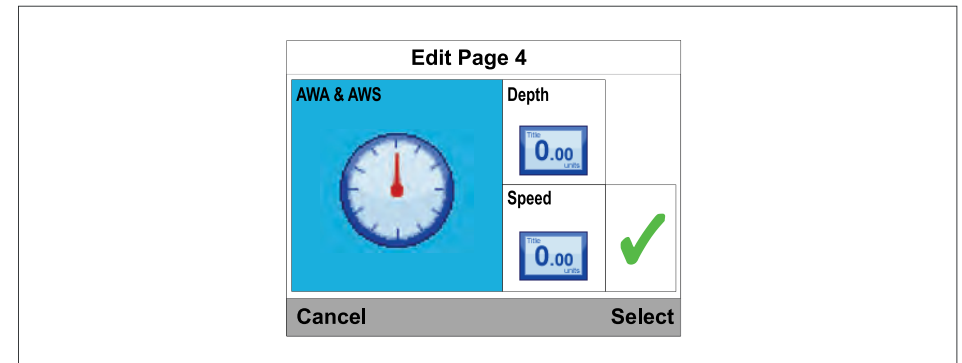 Edit Page 4
AWA & AWS
Depth
Title
0.00
units
Speed
Title
0.00
units
Cancel
Select